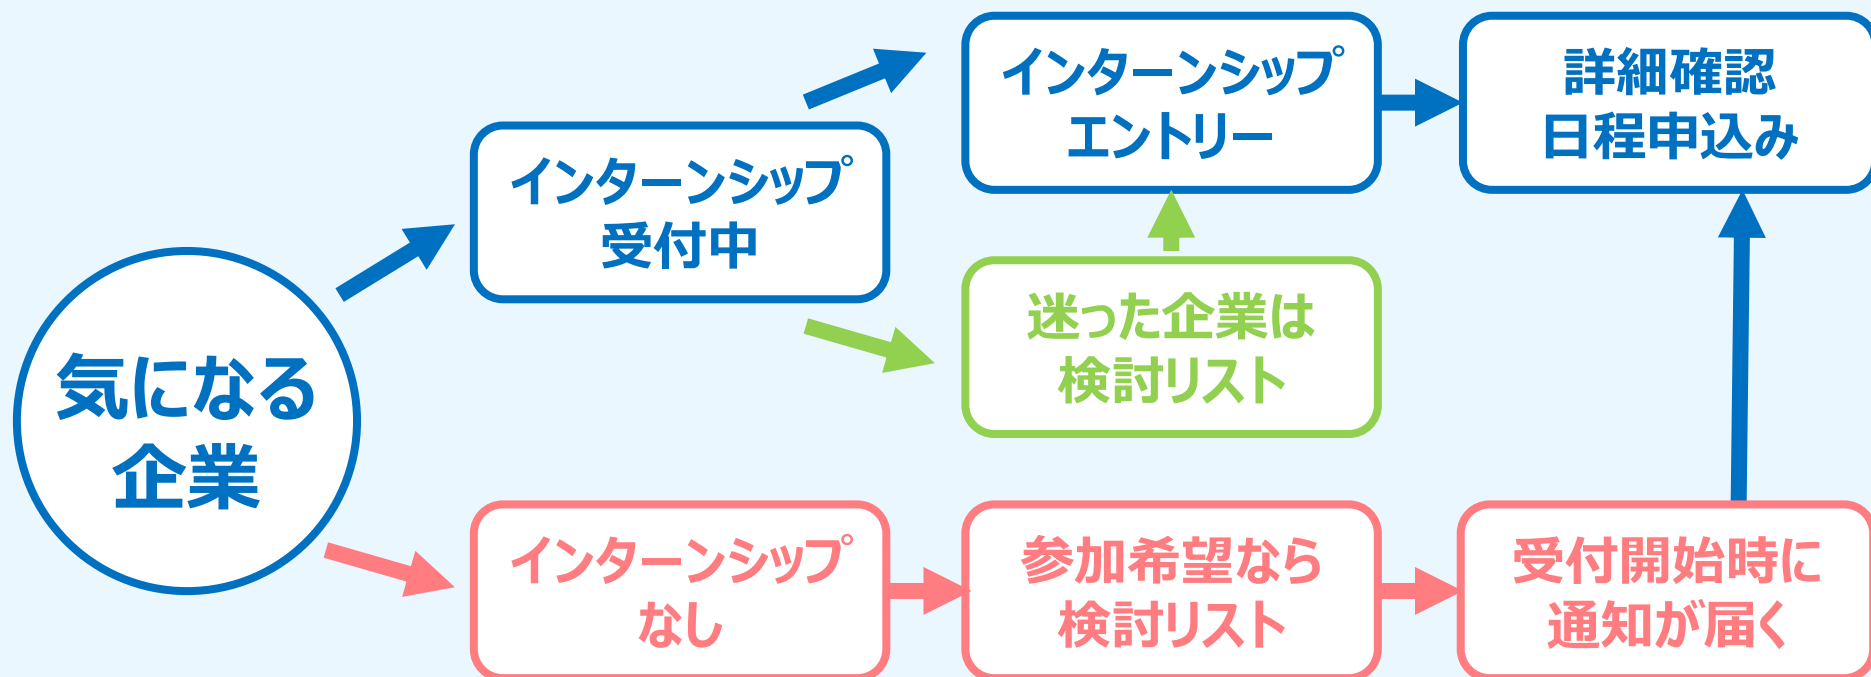 気になる
企業
インターンシップ
受付中
インターンシップ
エントリー
詳細確認
日程申込み
迷った企業は
検討リスト
インターンシップ
なし
参加希望なら
検討リスト
受付開始時に
通知が届く